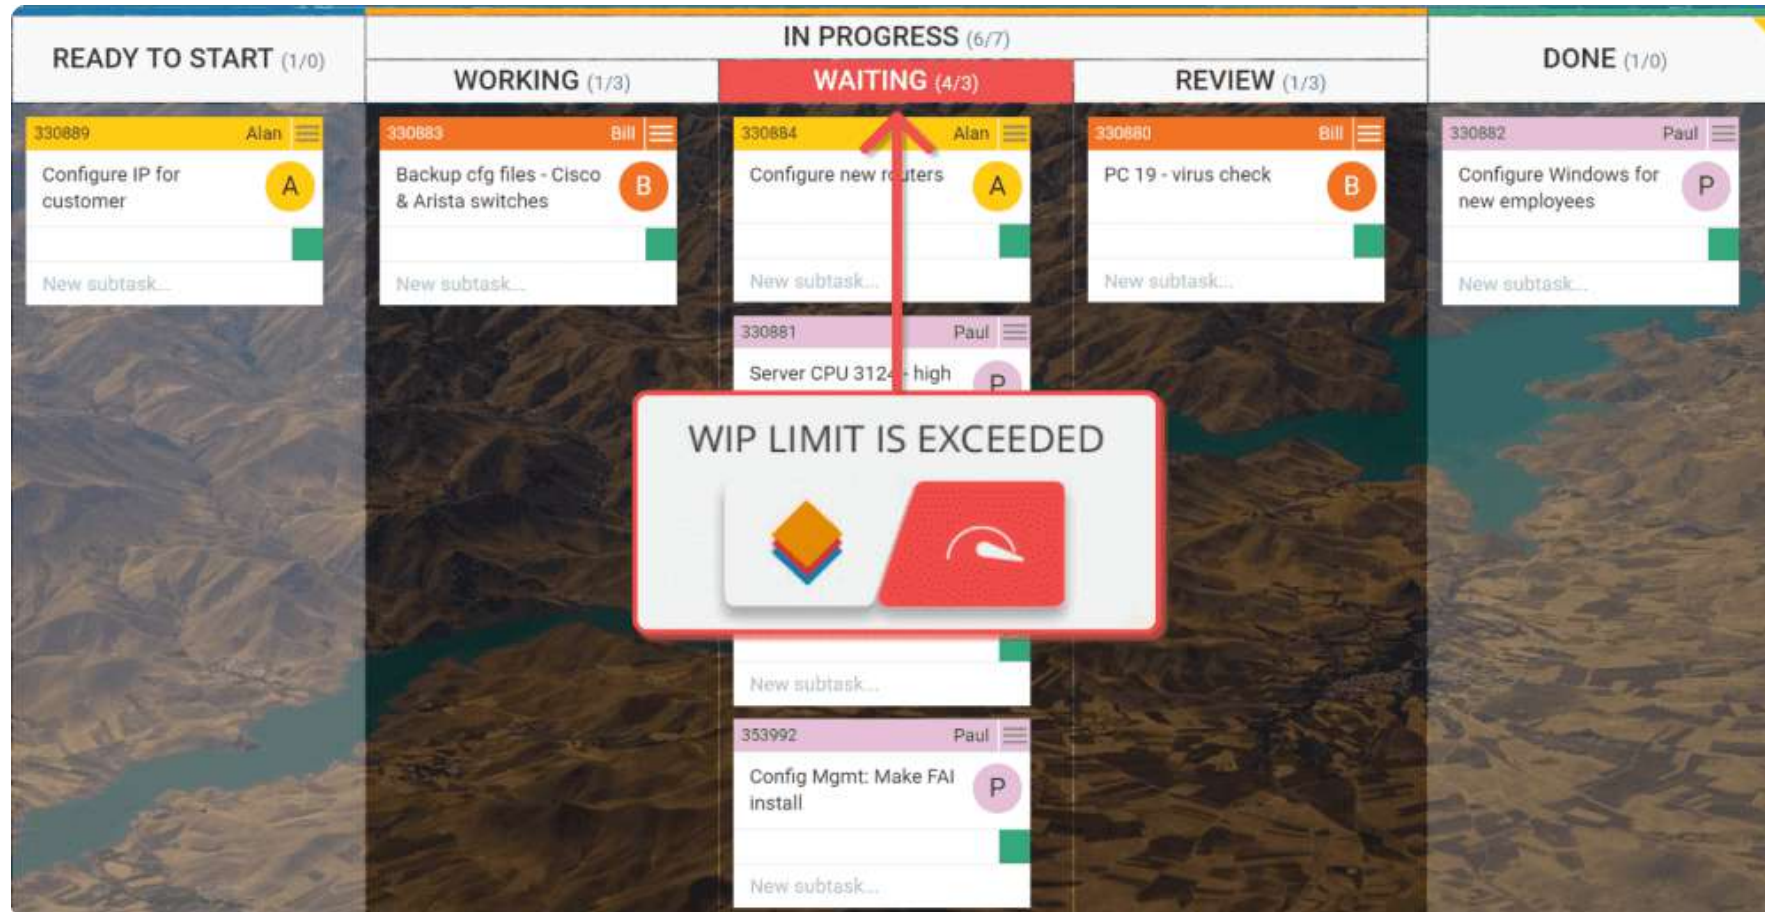 READY TO START (1/0)
IN PROGRESS (6/7)
WORKING (1/3)
WAITING (4/3)
REVIEW (1/3)
DONE (1/0)
330889 Alan
Configure IP for
customer
A
New subtask...
330883 Bill
Backup cfg files - Cisco
& Arista switches
B
New subtask...
330884 Alan
Configure new routers
A
New subtask...
330881 Paul
Server CPU 3124 - high
P
WIP LIMIT IS EXCEEDED
New subtask...
353992 Paul
Config Mgmt: Make FAI
install
P
New subtask...
330880 Bill
PC 19 - virus check
B
New subtask...
330882 Paul
Configure Windows for
new employees
P
New subtask...